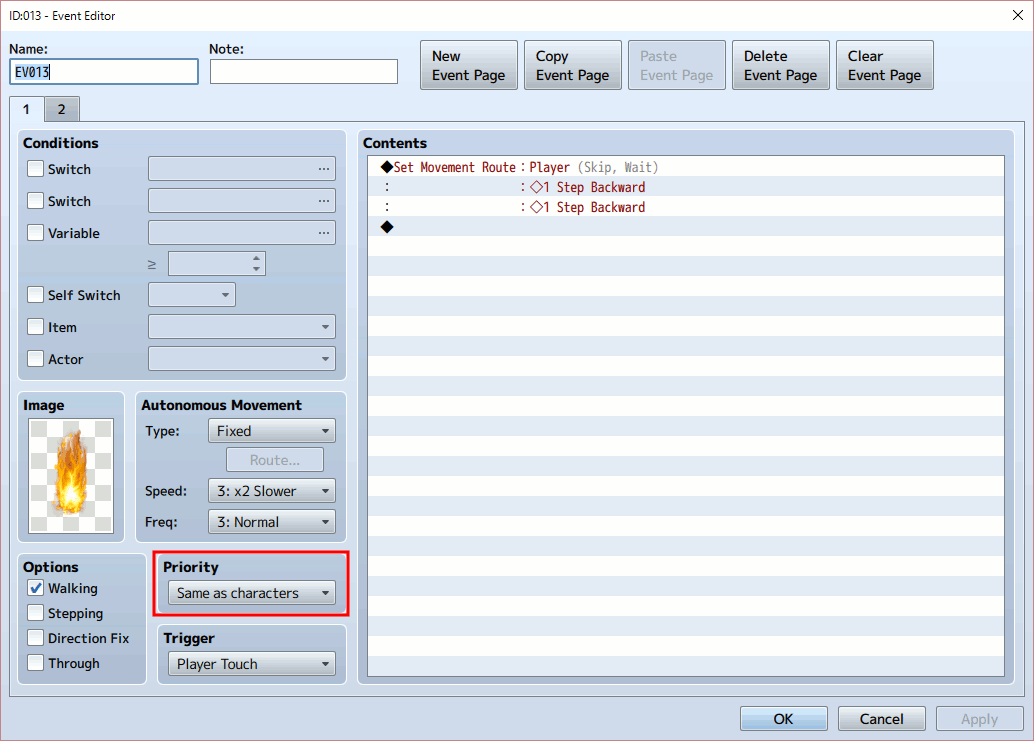 ID:013 - Event Editor
Name:
Note:
EV013
New
Event Page
Copy
Event Page
Paste
Event Page
Delete
Event Page
Clear
Event Page
1
2
Conditions
Switch
...
Switch
...
Variable
...
≥
Self Switch
Item
Actor
Image
Autonomous Movement
Type:
Fixed
Route...
Speed:
3: x2 Slower
Freq:
3: Normal
Options
Walking
Stepping
Direction Fix
Through
Priority
Same as characters
Trigger
Player Touch
Contents
◆Set Movement Route：Player (Skip, Wait)
：　　　　　　　：◇1 Step Backward
：　　　　　　　：◇1 Step Backward
◆
OK
Cancel
Apply